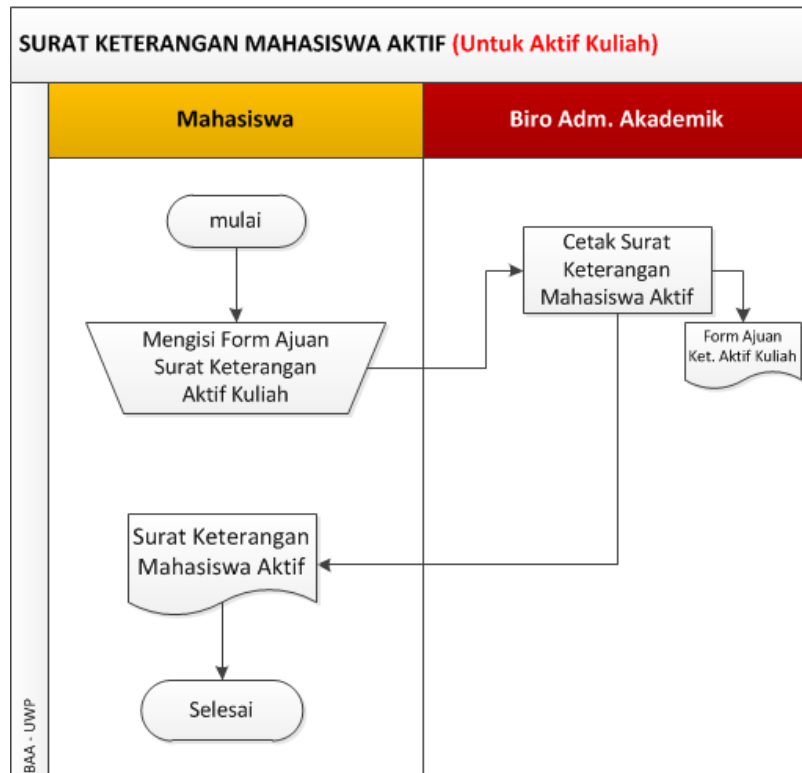 SURAT KETERANGAN MAHASISWA AKTIF (Untuk Aktif Kuliah)
Mahasiswa
Biro Adm. Akademik
mulai
Mengisi Form Ajuan
Surat Keterangan
Aktif Kuliah
Cetak Surat
Keterangan
Mahasiswa Aktif
Form Ajuan
Ket. Aktif Kuliah
Surat Keterangan
Mahasiswa Aktif
Selesai
BAA - UWP